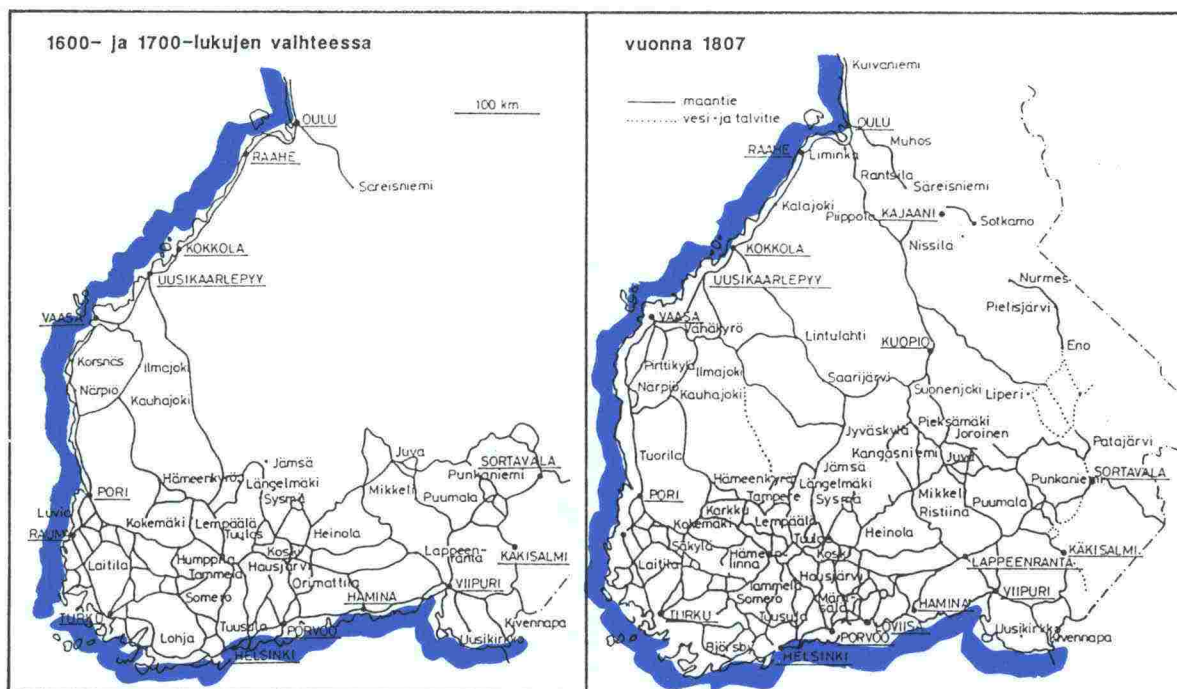 1600- ja 1700-lukujen vaihteessa
100 km
OULU
RAAHE
Säreisniemi
KOKKOLA
UUSIKAARLEPYY
VAASA
Korsnäs
Ilmajoki
Närpiö
Kauhajoki
Jämsä
Juva
SORTAVALA
Hämeenkyrö
Längelmäki
Punkaniemi
Sysmä
Mikkeli
Puumala
PORI
Luvia
Kokemäki
Lempäälä
Heinola
Tuulos
RAUMA
Lappeen-
ranta
KÄKISALMI
Humppila
Koski
Laitila
Hausjärvi
Tammela
Orimattila
VIIPURI
Somero
HAMINA
TURKU
Tuusula
PORVOO
Kivennapa
Lohja
Uusikirkko
HELSINKI
vuonna 1807
Kuivaniemi
maantie
vesi- ja talvitie
OULU
Muhos
RAAHE
Liminka
Rantsila
Säreisniemi
Kalajoki
Piippola
KAJAANI
Sotkamo
KOKKOLA
Nissilä
UUSIKAARLEPYY
Nurmes
Pielisjärvi
VAASA
Vähäkyrö
Lintulahti
KUOPIO
Eno
Pirttikylä
Ilmajoki
Saarijärvi
Närpiö
Kauhajoki
Suonenjoki
Liperi
Pieksämäki
Jyväskylä
Joroinen
Patajärvi
Tuorila
Kangasniemi
Jämsä
Juva
SORTAVALA
Hämeenkyrö
Längelmäki
Punkaniemi
Tampere
Sysmä
Mikkeli
PORI
Puumala
Karkku
Ristiina
Kokemäki
Lempäälä
Heinola
Tuulos
Säkylä
Hämeen-
linna
Koski
KÄKISALMI
Laitila
LAPPEENRANTA
Hausjärvi
Tammela
VIIPURI
Somero
Mänt-
sälä
HAMINA
TURKU
Tuusula
LOVIISA
Uusikirkko
PORVOO
Kivennapa
Björsby
HELSINKI